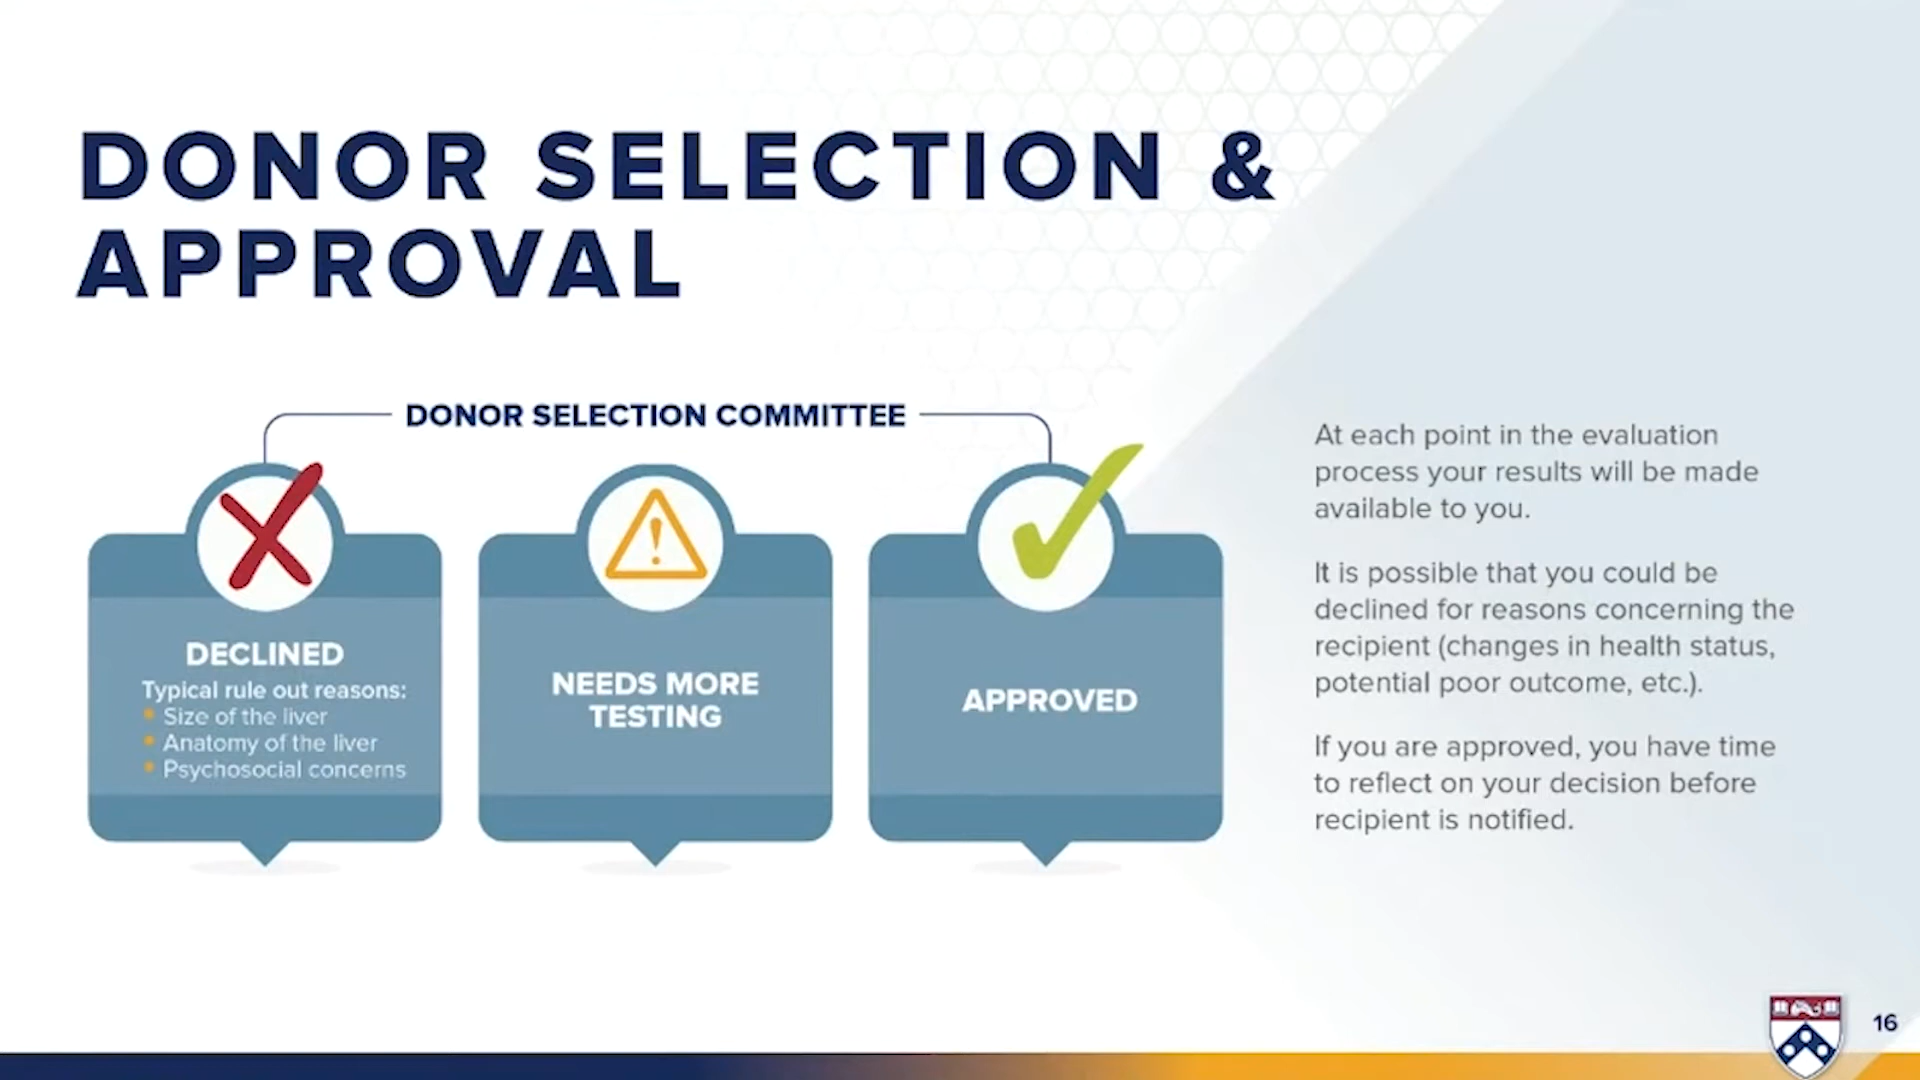 DONOR SELECTION &
APPROVAL
DONOR SELECTION COMMITTEE
DECLINED
Typical rule out reasons:
• Size of the liver
• Anatomy of the liver
• Psychosocial concerns
NEEDS MORE
TESTING
APPROVED
At each point in the evaluation
process your results will be made
available to you.
It is possible that you could be
declined for reasons concerning the
recipient (changes in health status,
potential poor outcome, etc.).
If you are approved, you have time
to reflect on your decision before
recipient is notified.
16